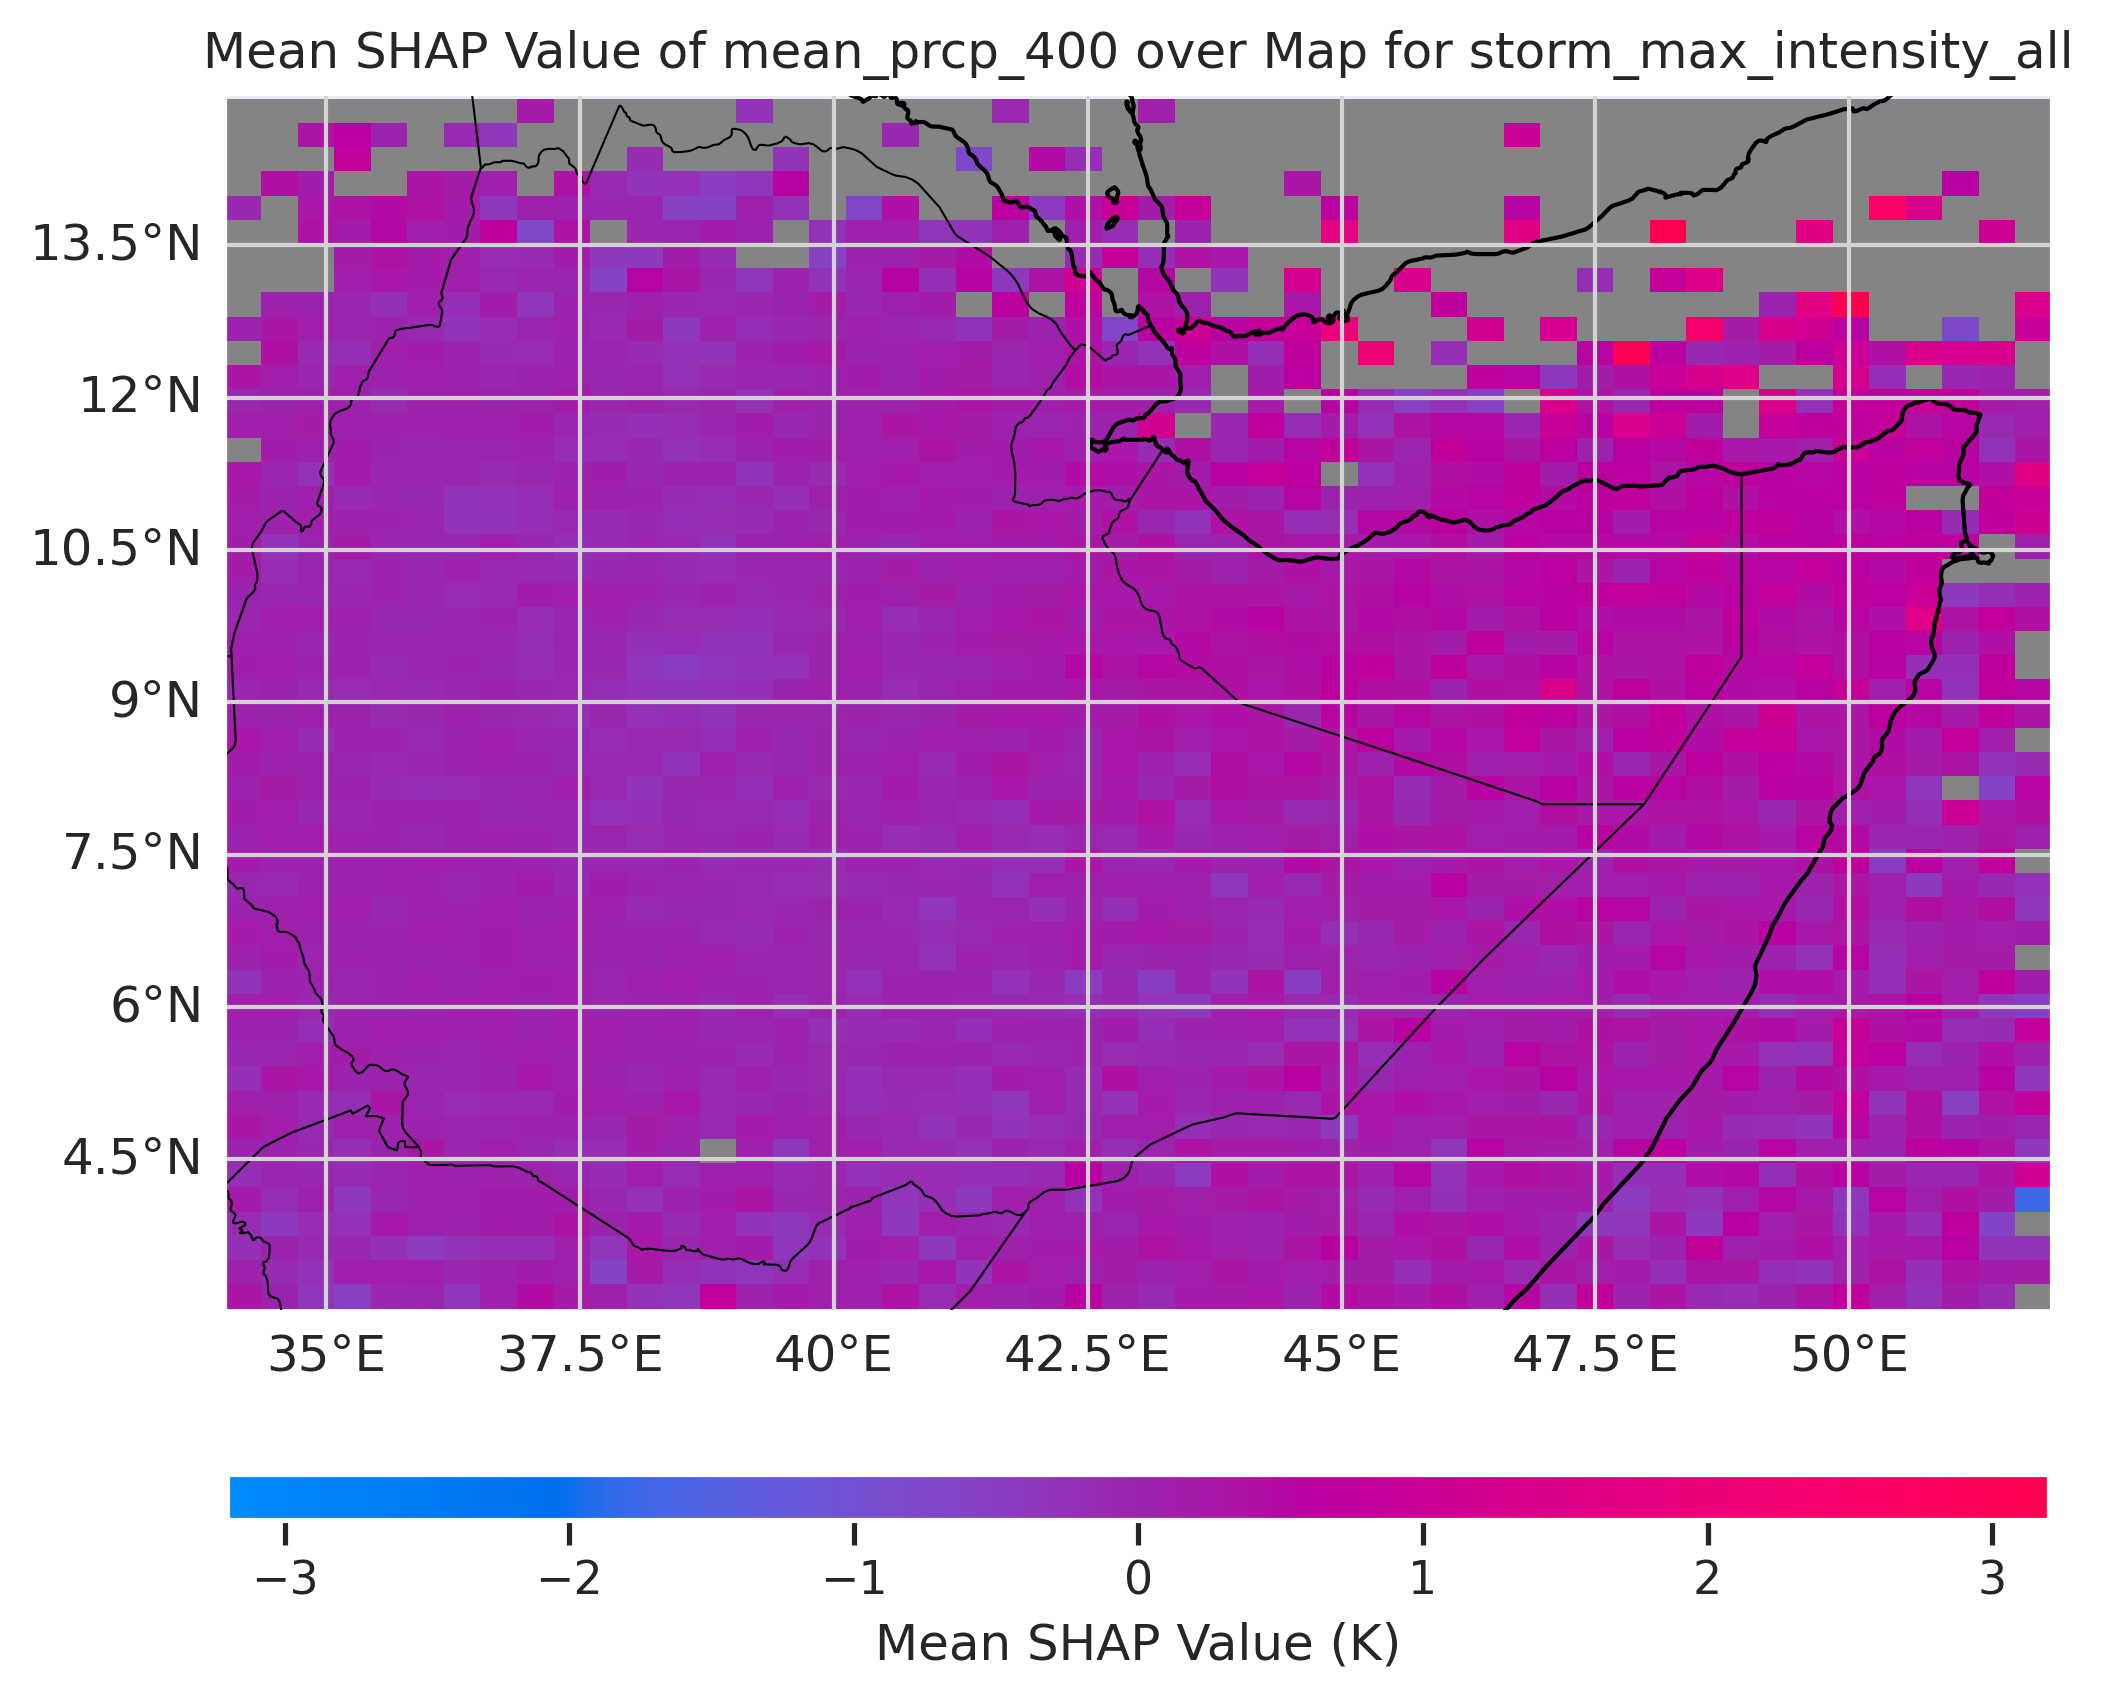 Mean SHAP Value of mean_prcp_400 over Map for storm_max_intensity_all
13.5°N
12°N
10.5°N
9°N
7.5°N
6°N
4.5°N
35°E 37.5°E 40°E 42.5°E 45°E 47.5°E 50°E
−3 −2 −1 0 1 2 3
Mean SHAP Value (K)